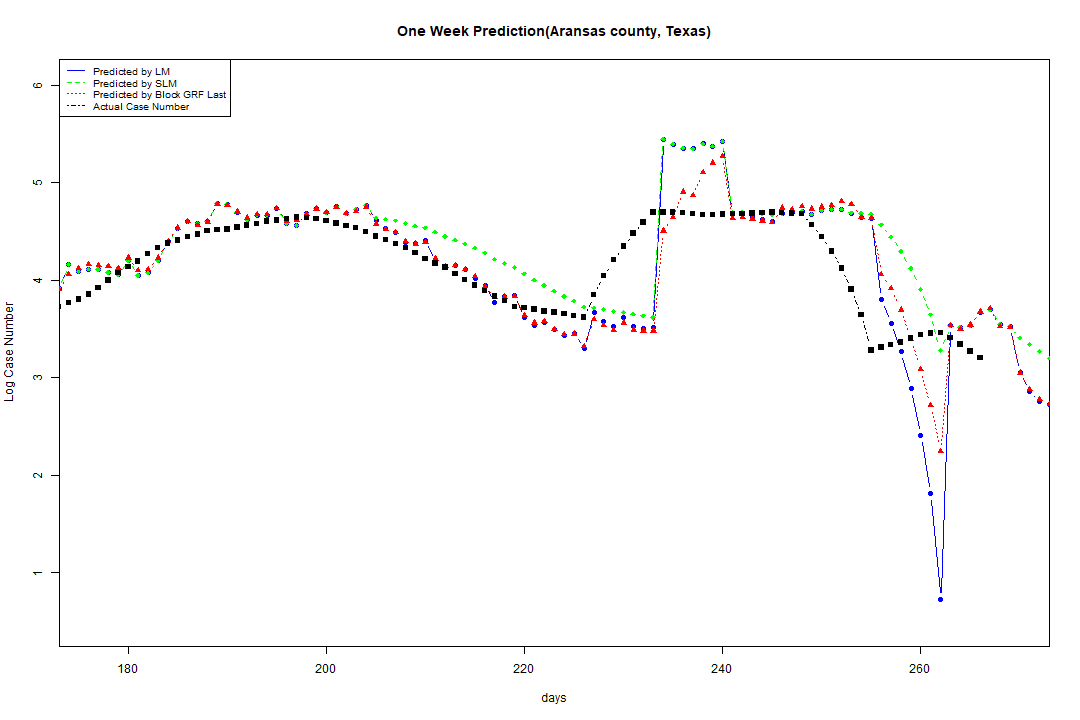 One Week Prediction(Aransas county, Texas)
Predicted by LM
Predicted by SLM
Predicted by Block GRF Last
Actual Case Number
6
5
4
3
2
1
Log Case Number
180 200 220 240 260
days